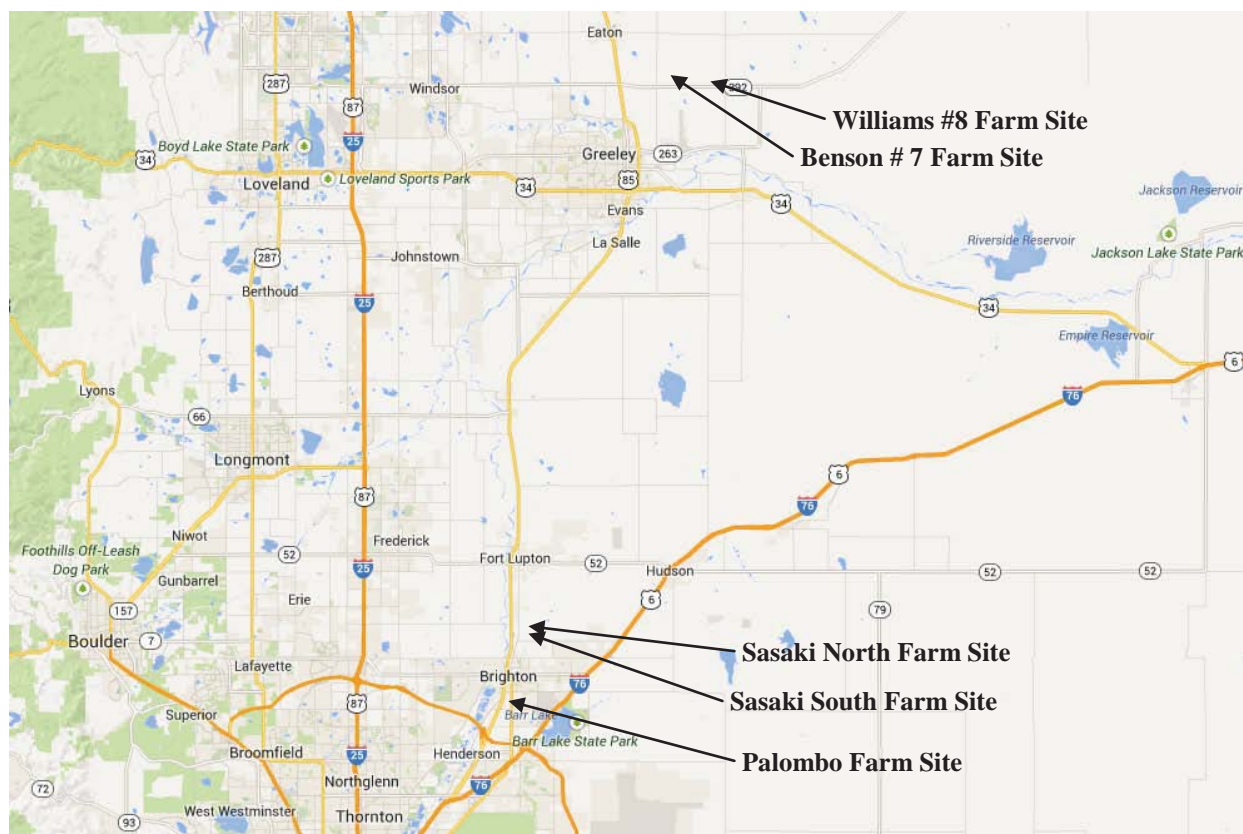 Eaton
287
87
Windsor
392
Williams #8 Farm Site
25
Boyd Lake State Park
Greeley
263
Benson # 7 Farm Site
34
Loveland
Loveland Sports Park
34
85
34
Jackson Reservoir
Evans
La Salle
Riverside Reservoir
Jackson Lake State Park
287
Johnstown
Berthoud
25
34
Empire Reservoir
6
Lyons
76
66
Longmont
6
87
76
Niwot
Frederick
Foothills Off-Leash
Dog Park
52
Fort Lupton
52
Hudson
52
52
Gunbarrel
25
157
Erie
6
79
Boulder
7
Sasaki North Farm Site
Lafayette
Brighton
76
Sasaki South Farm Site
87
Superior
Barr Lake
Barr Lake State Park
Broomfield
25
Henderson
Palombo Farm Site
72
Northglenn
76
West Westminster
Thornton
93